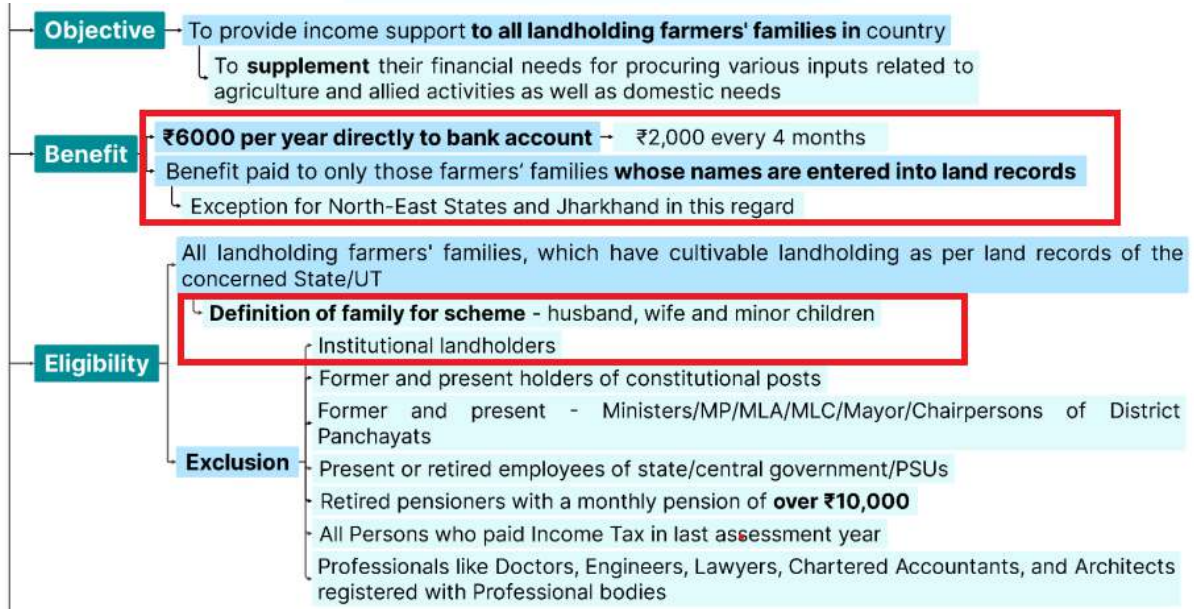 Objective
To provide income support to all landholding farmers' families in country
To supplement their financial needs for procuring various inputs related to
agriculture and allied activities as well as domestic needs
Benefit
₹6000 per year directly to bank account
₹2,000 every 4 months
Benefit paid to only those farmers' families whose names are entered into land records
Exception for North-East States and Jharkhand in this regard
Eligibility
All landholding farmers' families, which have cultivable landholding as per land records of the
concerned State/UT
Definition of family for scheme - husband, wife and minor children
Exclusion
Institutional landholders
Former and present holders of constitutional posts
Former and present - Ministers/MP/MLA/MLC/Mayor/Chairpersons of District
Panchayats
Present or retired employees of state/central government/PSUs
Retired pensioners with a monthly pension of over ₹10,000
All Persons who paid Income Tax in last assessment year
Professionals like Doctors, Engineers, Lawyers, Chartered Accountants, and Architects
registered with Professional bodies